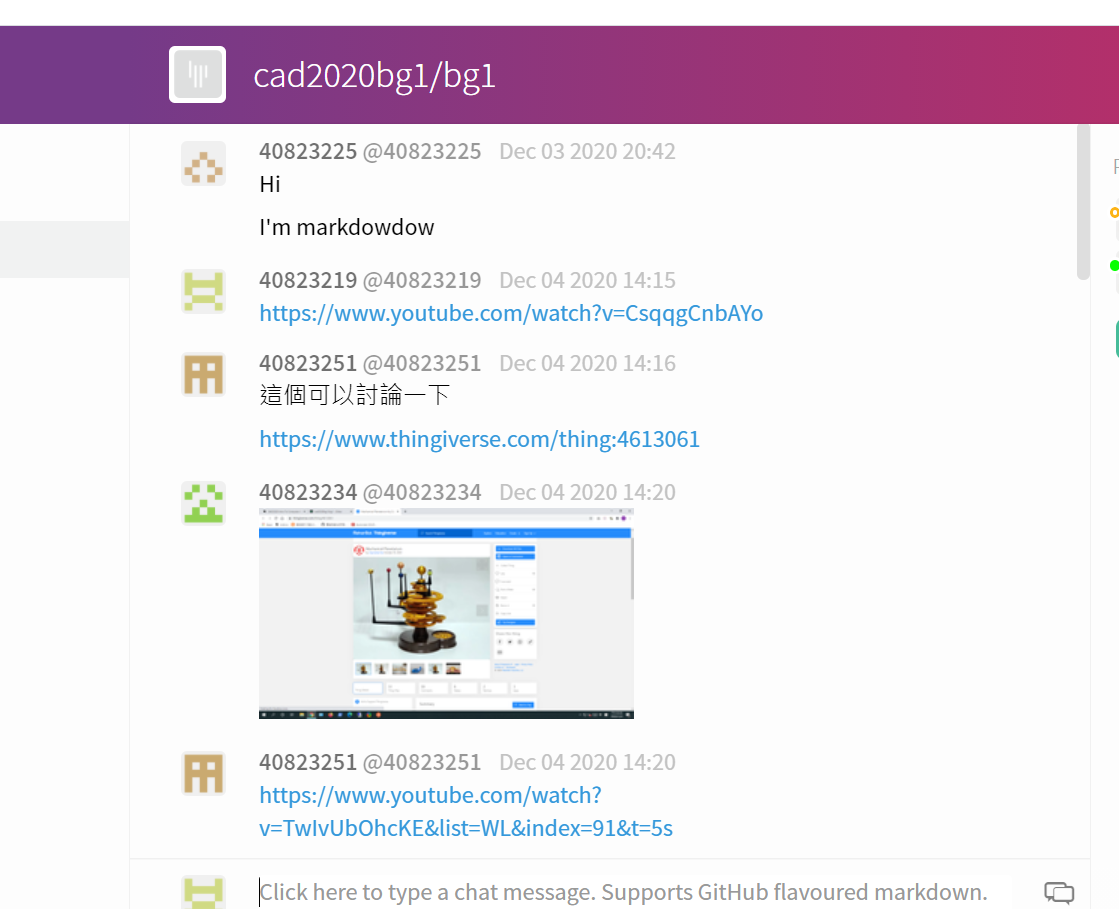 cad2020bg1/bg1
40823225 @40823225 Dec 03 2020 20:42
Hi
I'm markdowdow
40823219 @40823219 Dec 04 2020 14:15
https://www.youtube.com/watch?v=CsqqgCnbAYo
40823251 @40823251 Dec 04 2020 14:16
這個可以討論一下
https://www.thingiverse.com/thing:4613061
40823234 @40823234 Dec 04 2020 14:20
40823251 @40823251 Dec 04 2020 14:20
https://www.youtube.com/watch?
v=TwIvUbOhcKE&list=WL&index=91&t=5s
Click here to type a chat message. Supports GitHub flavoured markdown.